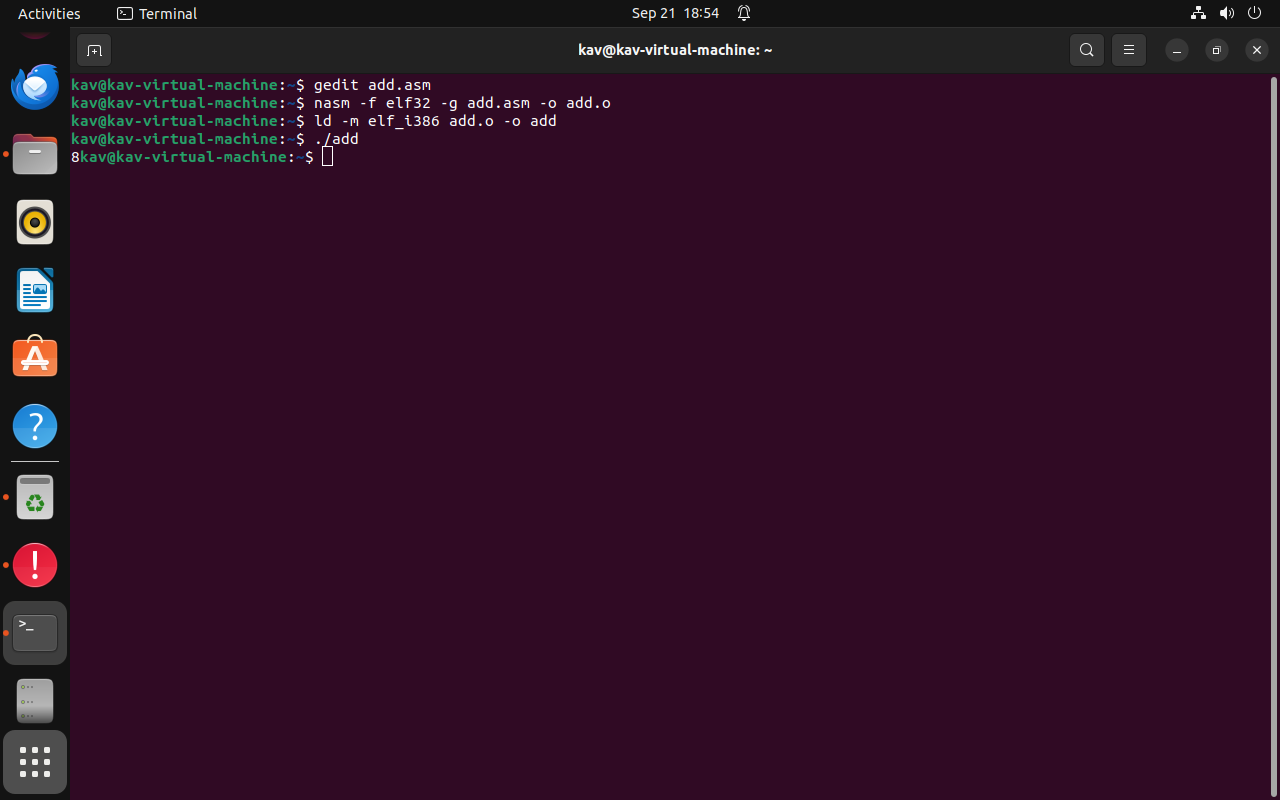 Activities Terminal Sep 21 18:54
kav@kav-virtual-machine: ~
kav@kav-virtual-machine:~$ gedit add.asm
kav@kav-virtual-machine:~$ nasm -f elf32 -g add.asm -o add.o
kav@kav-virtual-machine:~$ ld -m elf_i386 add.o -o add
kav@kav-virtual-machine:~$ ./add
8kav@kav-virtual-machine:~$